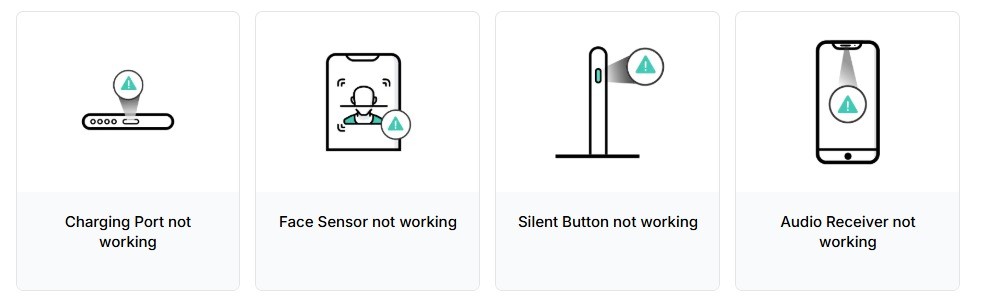 Charging Port not
working
Face Sensor not working
Silent Button not working
Audio Receiver not
working